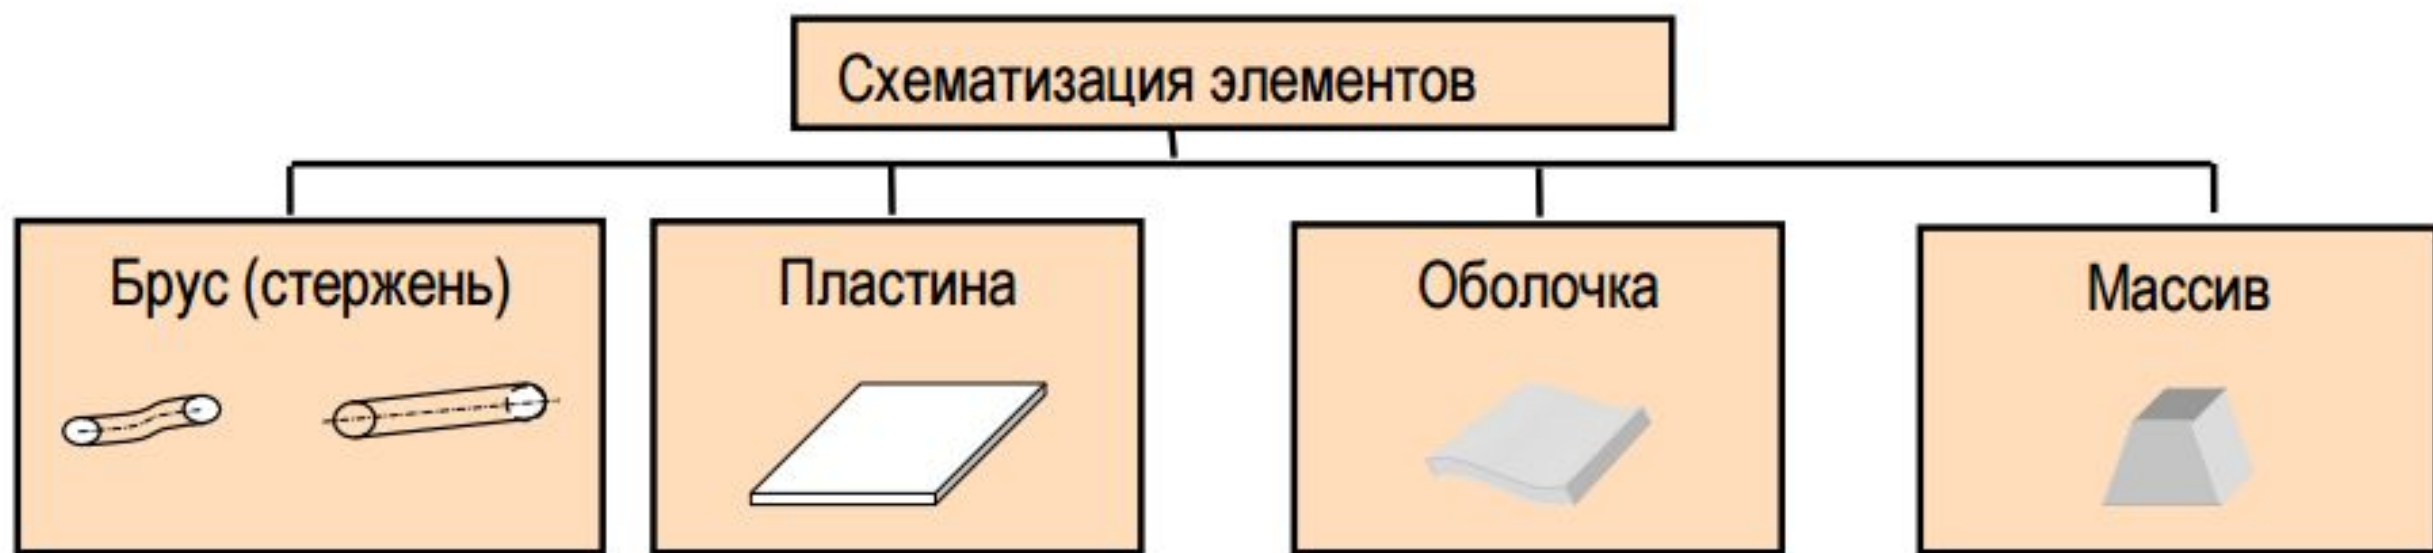 Схематизация элементов
Брус (стержень)
Пластина
Оболочка
Массив